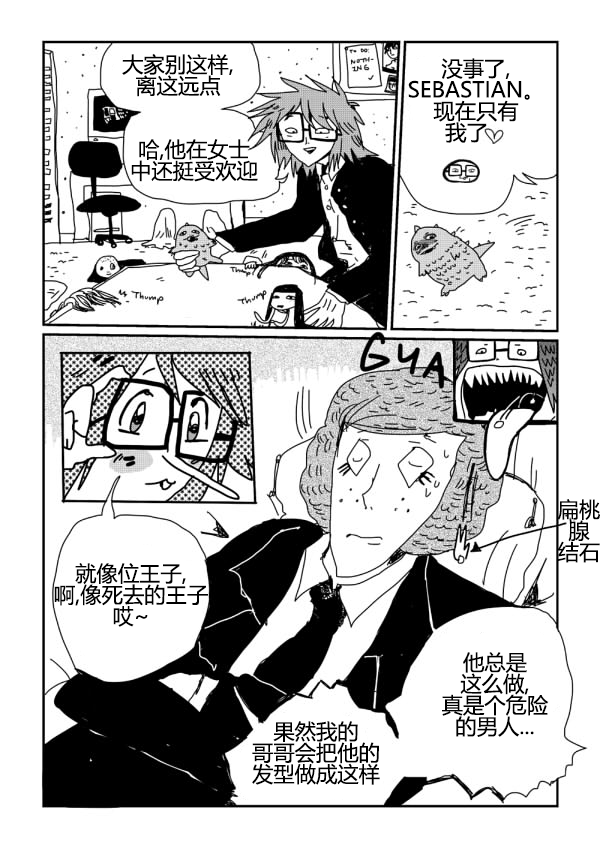 大家别这样,
离这远点
TO DO:
NOTH-
ING
哈,他在女士
中还挺受欢迎
Thump
Thump
Thump
没事了,
SEBASTIAN。
现在只有
我了♡
GYA
就像位王子,
啊,像死去的王子
哎~
扁桃
腺
结石
他总是
这么做,
真是个危险
的男人...
果然我的
哥哥会把他的
发型做成这样